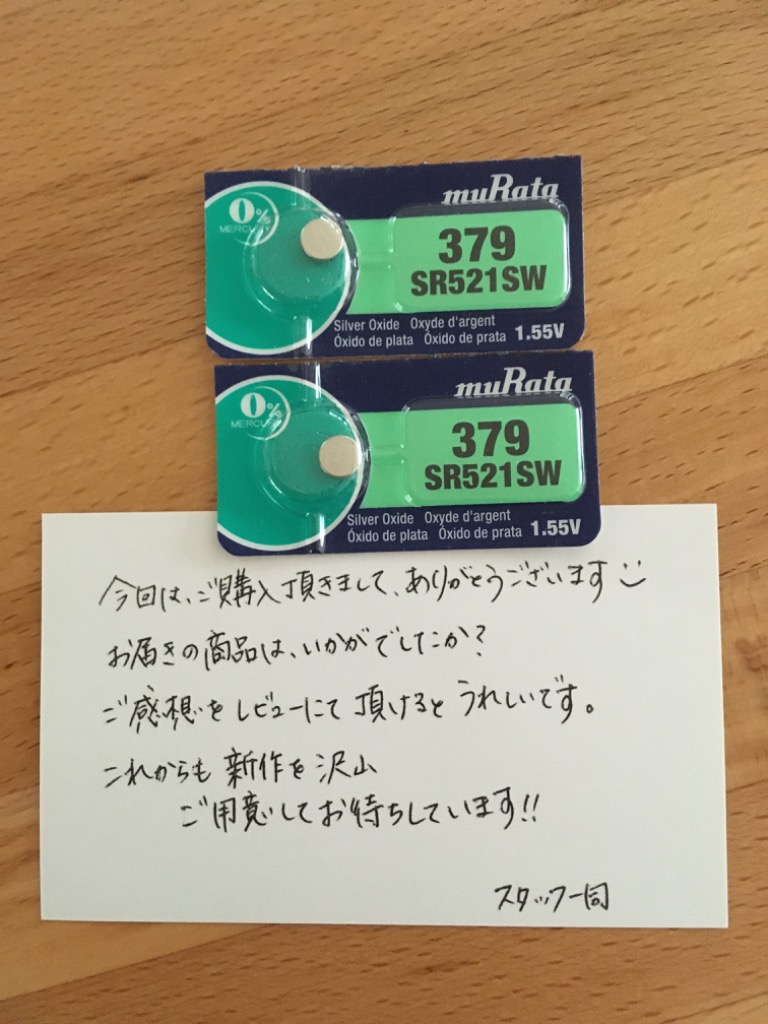 muRata
0%
MERCURY
379
SR521SW
Silver Oxide Oxyde d'argent
Óxido de plata Óxido de prata 1.55V
muRata
0%
MERCURY
379
SR521SW
Silver Oxide Oxyde d'argent
Óxido de plata Óxido de prata 1.55V
今回は、ご購入頂きまして、ありがとうございます
お届きの商品は、いかがでしたか?
ご感想をレビューにて頂けるとうれしいです。
これからも新作を沢山
ご用意してお待ちしています!!
スタッフ一同